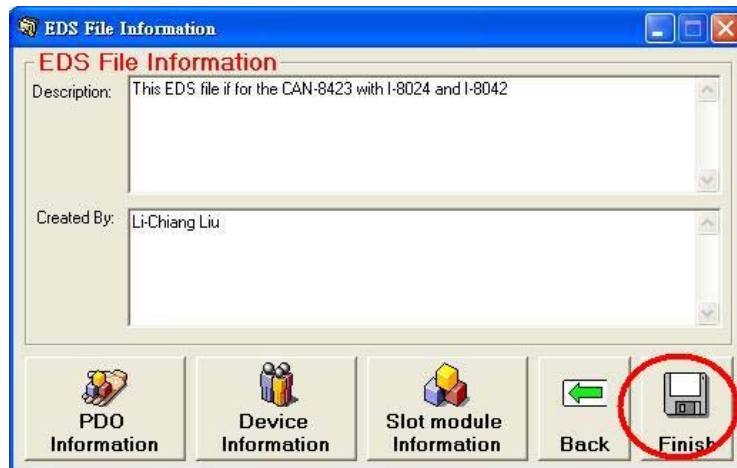 EDS File Information
EDS File Information
Description:
This EDS file if for the CAN-8423 with I-8024 and I-8042
Created By:
Li-Chiang Liu
PDO
Information
Device
Information
Slot module
Information
Back
Finish